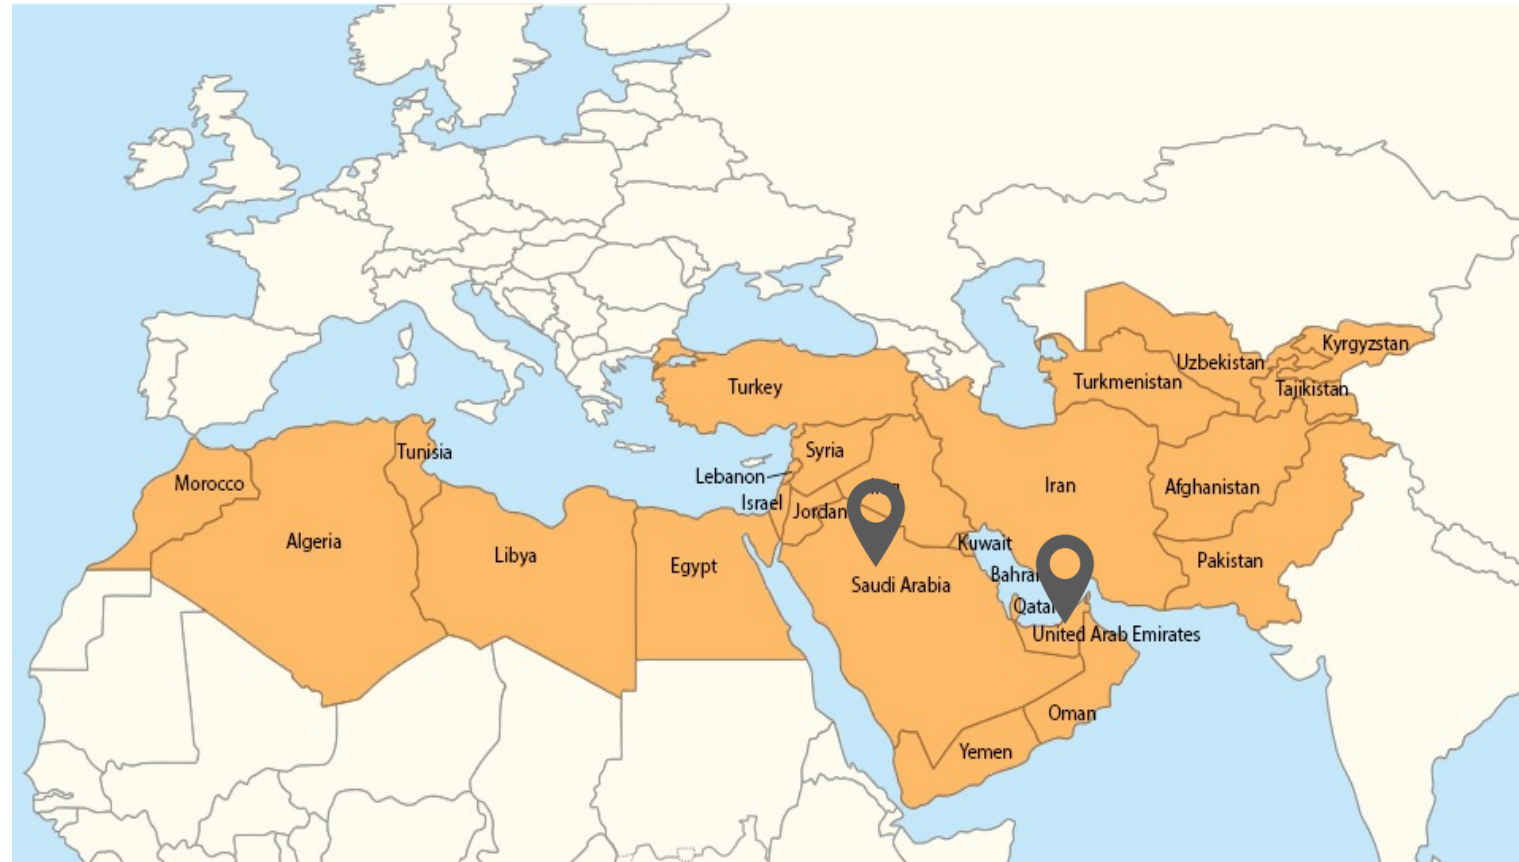 Kyrgyzstan
Uzbekistan
Turkmenistan
Tajikistan
Turkey
Tunisia
Syria
Lebanon
Morocco
Iran
Afghanistan
Israel
Jordan
Algeria
Kuwait
Libya
Egypt
Pakistan
Saudi Arabia
United Arab Emirates
Oman
Yemen